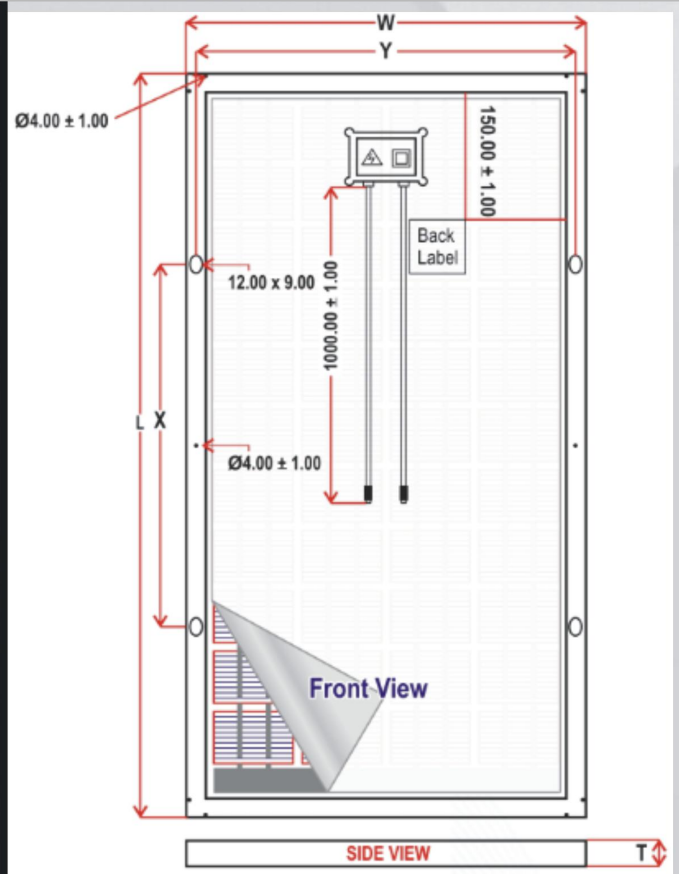 W
Y
Ø4.00 ± 1.00
150.00 ± 1.00
Back
Label
12.00 x 9.00
1000.00 ± 1.00
L
X
Ø4.00 ± 1.00
Front View
SIDE VIEW
T